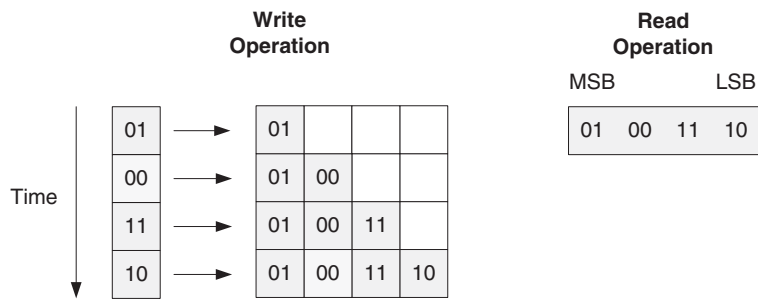 Write
Operation
Read
Operation
MSB LSB
01 00 11 10
Time
01 01
00 01 00
11 01 00 11
10 01 00 11 10